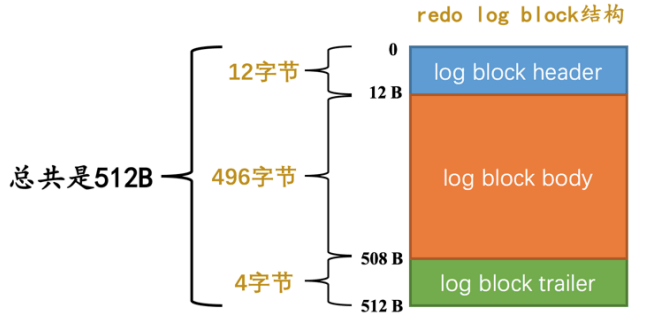 redo log block结构
0
12字节
log block header
12 B
总共是512B
496字节
log block body
508 B
4字节
log block trailer
512 B